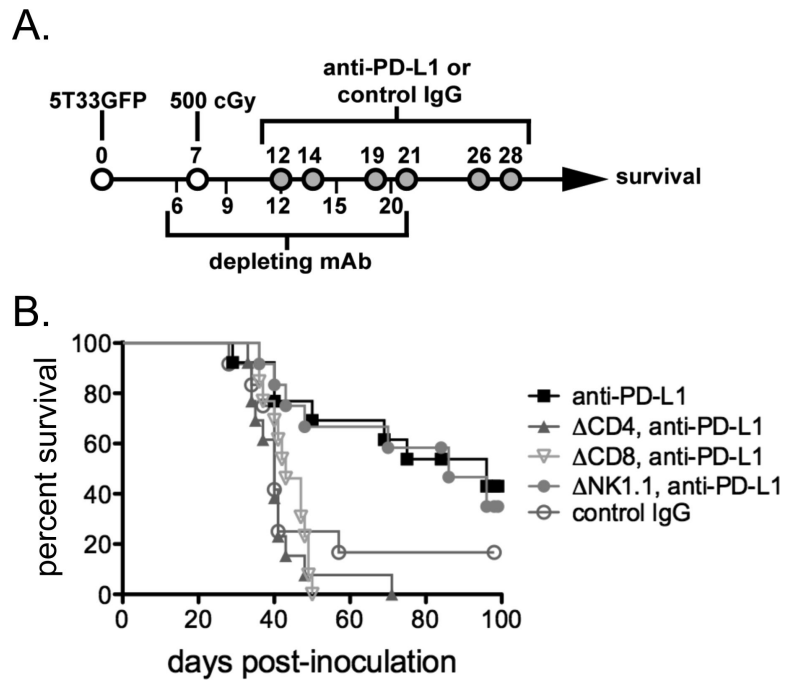 A.
anti-PD-L1 or
control IgG
5T33GFP 500 cGy
0 7 12 14 19 21 26 28
survival
6 9 12 15 20
depleting mAb
B.
percent survival
100
80
60
40
20
0
0 20 40 60 80 100
days post-inoculation
anti-PD-L1
ΔCD4, anti-PD-L1
ΔCD8, anti-PD-L1
ΔNK1.1, anti-PD-L1
control IgG